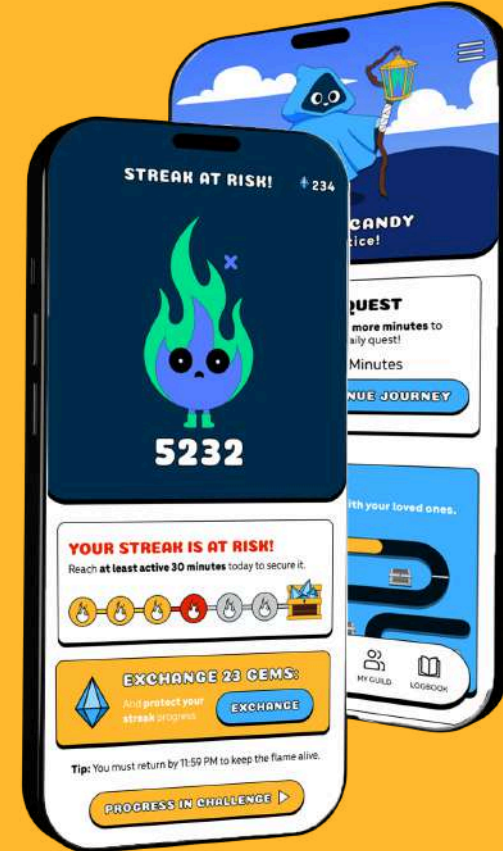 STREAK AT RISK!
234
5232
YOUR STREAK IS AT RISK!
Reach at least active 30 minutes today to secure it.
EXCHANGE 23 GEMS:
And protect your
streak progress
EXCHANGE
Tip: You must return by 11:59 PM to keep the flame alive.
PROGRESS IN CHALLENGE
CANDY
tice!
QUEST
more minutes to
aily quest!
Minutes
NUE JOURNEY
ith your loved ones.
MY GUILD
LOGBOOK